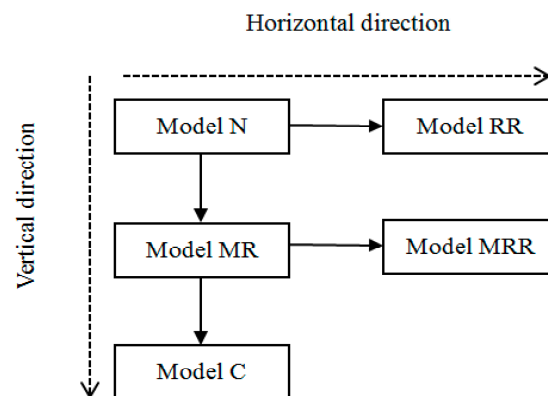 Horizontal direction
Vertical direction
Model N
Model RR
Model MR
Model MRR
Model C